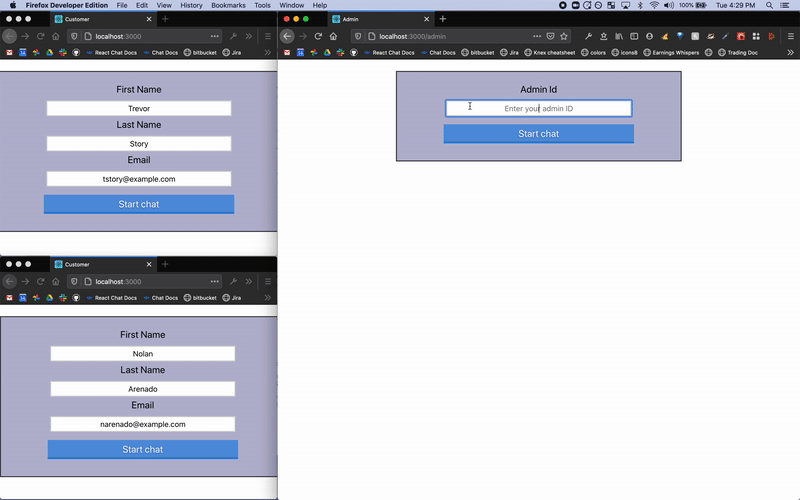 Firefox Developer Edition File Edit View History Bookmarks Tools Window Help 100% Tue 4:29 PM
Customer
localhost:3000
React Chat Docs Chat Docs bitbucket Jira
First Name
Trevor
Last Name
Story
Email
tstory@example.com
Start chat
Customer
localhost:3000
React Chat Docs Chat Docs bitbucket Jira
First Name
Nolan
Last Name
Arenado
Email
narenado@example.com
Start chat
Admin
localhost:3000/admin
React Chat Docs Chat Docs bitbucket Jira Knex cheatsheet colors icons8 Earnings Whispers Trading Doc
Admin Id
Enter your admin ID
Start chat